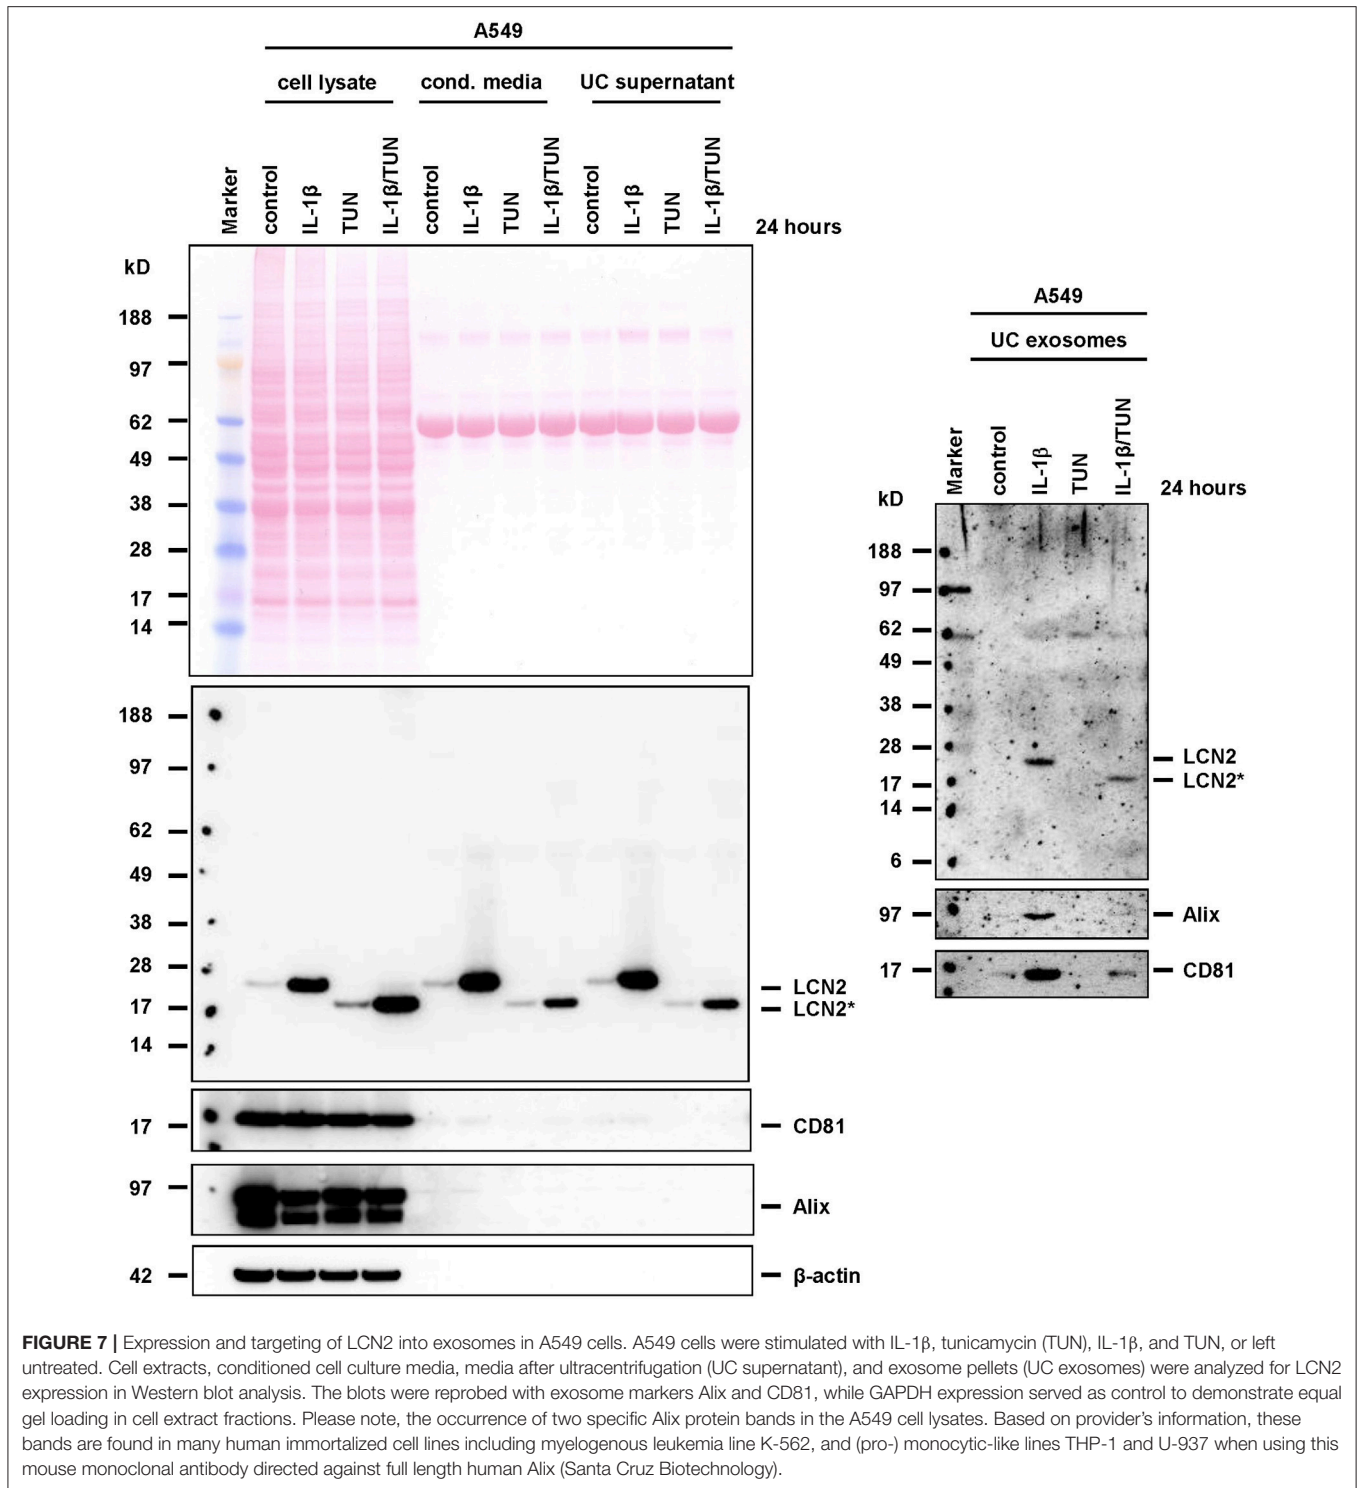 A549
cell lysate cond. media UC supernatant
Marker control IL-1β TUN IL-1β/TUN control IL-1β TUN IL-1β/TUN control IL-1β TUN IL-1β/TUN 24 hours
kD
188
97
62
49
38
28
17
14
188
97
62
49
38
28
17
14
LCN2
LCN2*
17
CD81
97
Alix
42
β-actin
A549
UC exosomes
Marker control IL-1β TUN IL-1β/TUN 24 hours
kD
188
97
62
49
38
28
17
14
6
LCN2
LCN2*
97
Alix
17
CD81
FIGURE 7 | Expression and targeting of LCN2 into exosomes in A549 cells. A549 cells were stimulated with IL-1β, tunicamycin (TUN), IL-1β, and TUN, or left
untreated. Cell extracts, conditioned cell culture media, media after ultracentrifugation (UC supernatant), and exosome pellets (UC exosomes) were analyzed for LCN2
expression in Western blot analysis. The blots were reprobed with exosome markers Alix and CD81, while GAPDH expression served as control to demonstrate equal
gel loading in cell extract fractions. Please note, the occurrence of two specific Alix protein bands in the A549 cell lysates. Based on provider's information, these
bands are found in many human immortalized cell lines including myelogenous leukemia line K-562, and (pro-) monocytic-like lines THP-1 and U-937 when using this
mouse monoclonal antibody directed against full length human Alix (Santa Cruz Biotechnology).